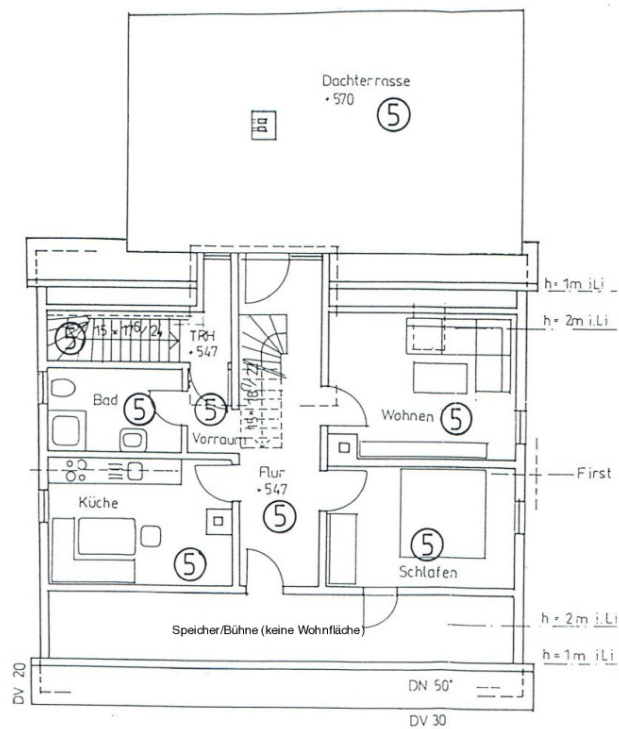 Dachterrasse
+570
5
h = 1m i.Li
h = 2m i.Li
5
15 × 17⁶/24
TRH
+547
Bad
5
5
Vorraum
Wohnen
5
First
Flur
+547
5
Küche
5
5
Schlafen
h = 2m i.Li
Speicher/Bühne (keine Wohnfläche)
h = 1m i.Li
DV 20
DN 50°
DV 30